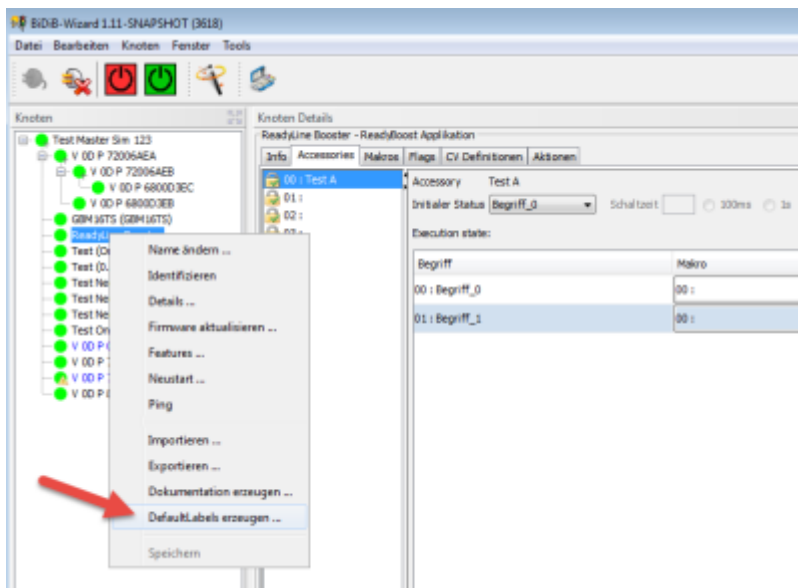 BiDiB-Wizard 1.11-SNAPSHOT (3618)
Datei Bearbeiten Knoten Fenster Tools
Knoten
Test Master Sim 123
V 0D P 72006AEA
V 0D P 72006AEB
V 0D P 6800D3EC
V 0D P 6800D3EB
GBM16TS (GBM16TS)
Test
Test
Test Ne
Test Ne
Test Ne
Test On
V 0D P
V 0D P
V 0D P
V 0D P
Name ändern ...
Identifizieren
Details ...
Firmware aktualisieren ...
Features ...
Neustart ...
Ping
Importieren ...
Exportieren ...
Dokumentation erzeugen ...
DefaultLabels erzeugen ...
Speichern
Knoten Details
ReadyLine Booster - ReadyBoost Applikation
Info Accessories Makros Flags CV Definitionen Aktionen
00 : Test A
01 :
02 :
Accessory Test A
Initialer Status Begriff_0 Schaltzeit 100ms 1s
Execution state:
Begriff Makro
00 : Begriff_0 00 :
01 : Begriff_1 00 :